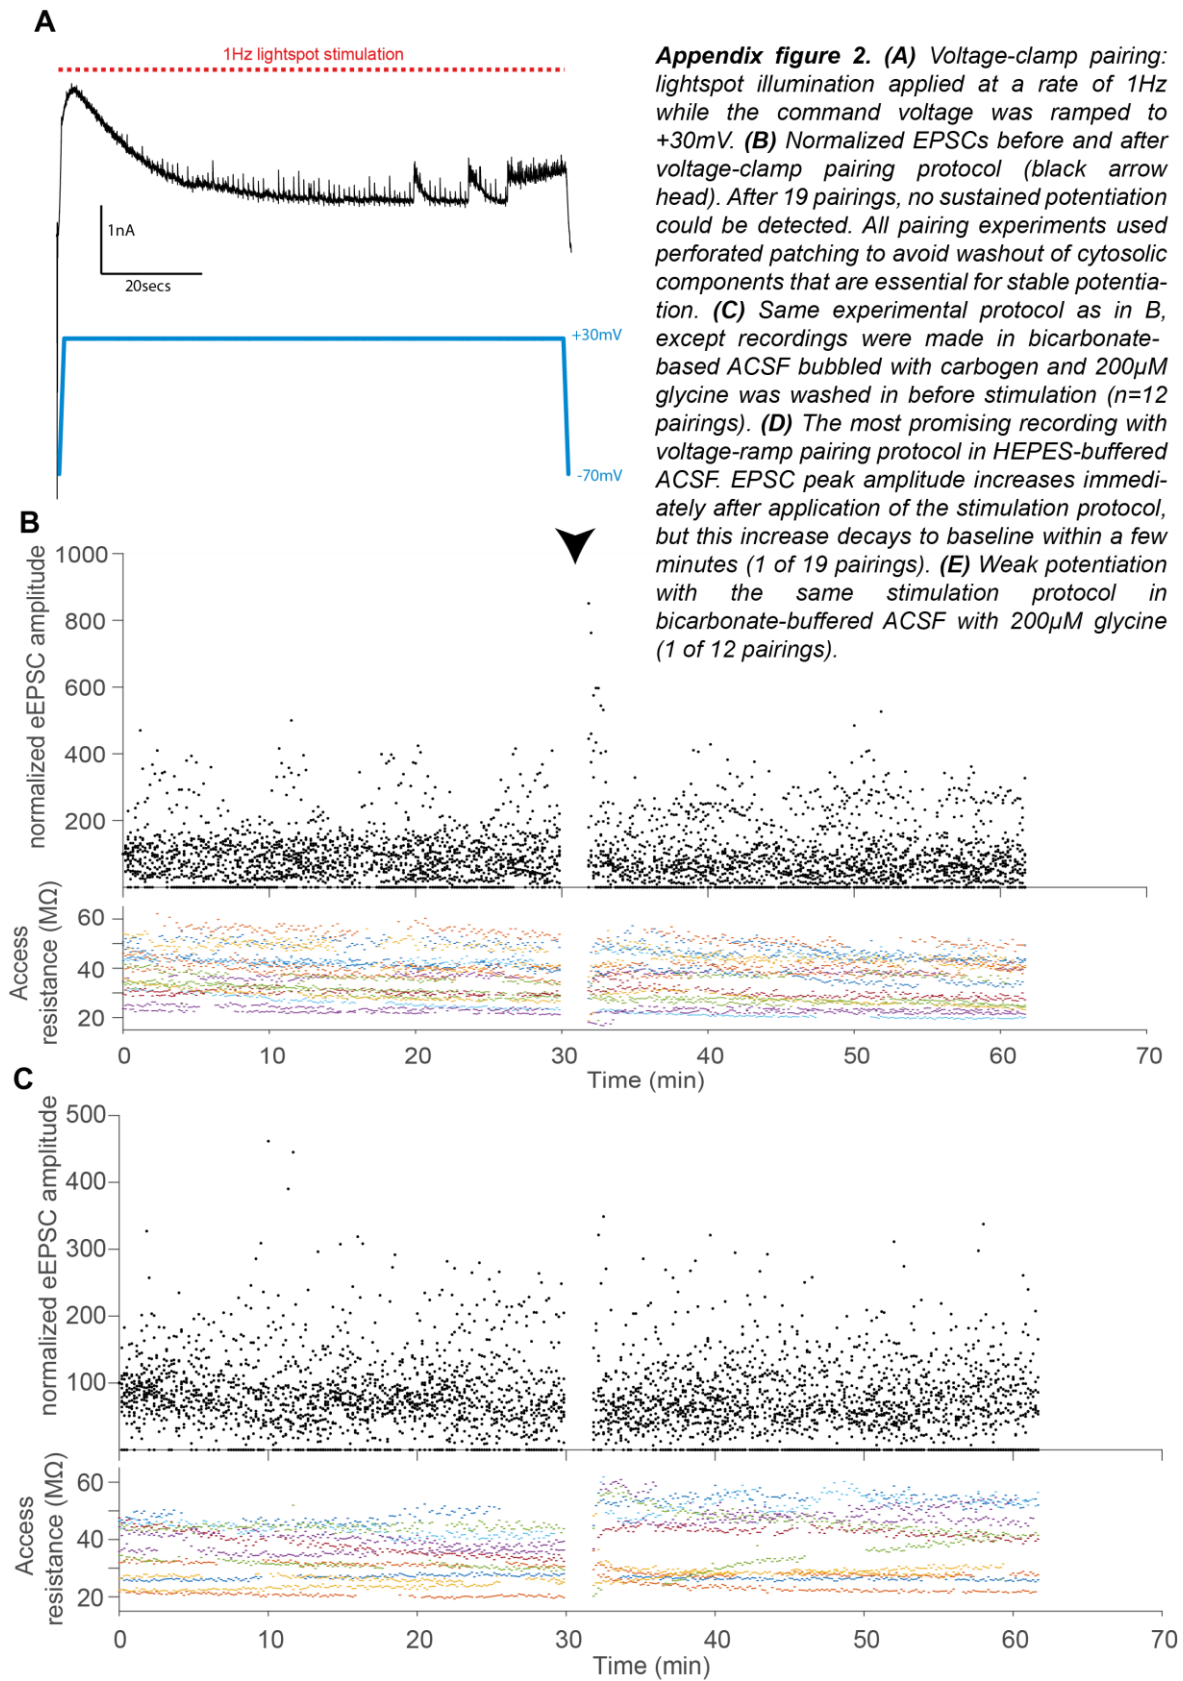 A
1Hz lightspot stimulation
1nA
20secs
+30mV
-70mV
Appendix figure 2. (A) Voltage-clamp pairing:
lightspot illumination applied at a rate of 1Hz
while the command voltage was ramped to
+30mV. (B) Normalized EPSCs before and after
voltage-clamp pairing protocol (black arrow
head). After 19 pairings, no sustained potentiation
could be detected. All pairing experiments used
perforated patching to avoid washout of cytosolic
components that are essential for stable potentia-
tion. (C) Same experimental protocol as in B,
except recordings were made in bicarbonate-
based ACSF bubbled with carbogen and 200µM
glycine was washed in before stimulation (n=12
pairings). (D) The most promising recording with
voltage-ramp pairing protocol in HEPES-buffered
ACSF. EPSC peak amplitude increases immedi-
ately after application of the stimulation protocol,
but this increase decays to baseline within a few
minutes (1 of 19 pairings). (E) Weak potentiation
with the same stimulation protocol in
bicarbonate-buffered ACSF with 200µM glycine
(1 of 12 pairings).
B
normalized eEPSC amplitude
1000
800
600
400
200
Access
resistance (MΩ)
60
40
20
0 10 20 30 40 50 60 70
Time (min)
C
normalized eEPSC amplitude
500
400
300
200
100
Access
resistance (MΩ)
60
40
20
0 10 20 30 40 50 60 70
Time (min)